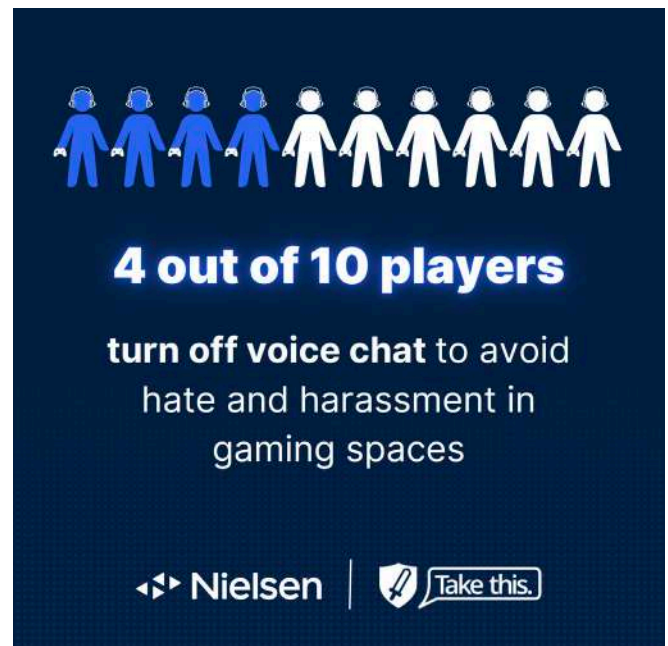 4 out of 10 players
turn off voice chat to avoid
hate and harassment in
gaming spaces
Nielsen
Take this.